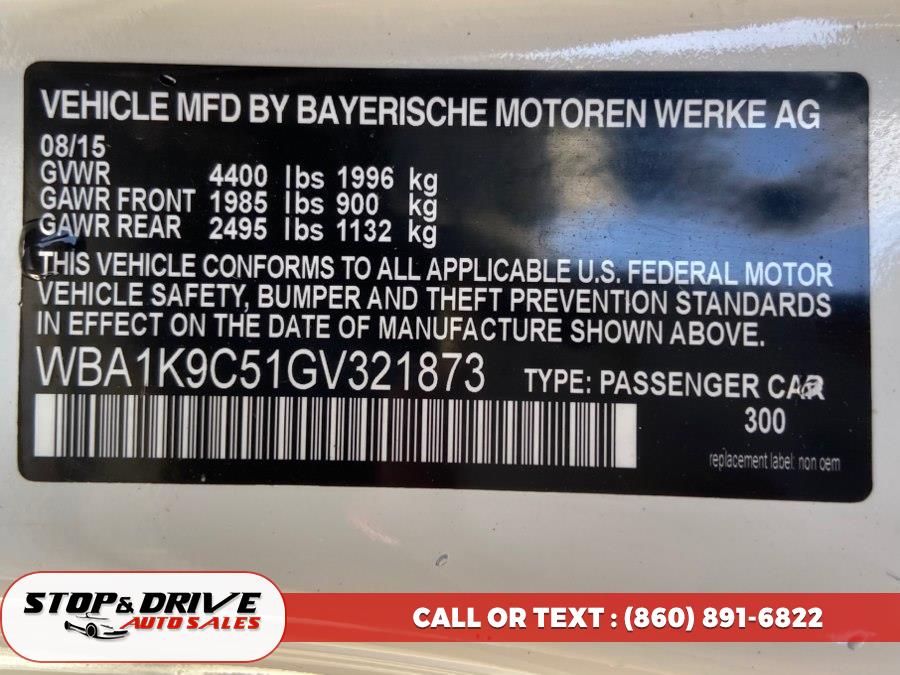 VEHICLE MFD BY BAYERISCHE MOTOREN WERKE AG
08/15
GVWR 4400 lbs 1996 kg
GAWR FRONT 1985 lbs 900 kg
GAWR REAR 2495 lbs 1132 kg
THIS VEHICLE CONFORMS TO ALL APPLICABLE U.S. FEDERAL MOTOR
VEHICLE SAFETY, BUMPER AND THEFT PREVENTION STANDARDS
IN EFFECT ON THE DATE OF MANUFACTURE SHOWN ABOVE.
WBA1K9C51GV321873 TYPE: PASSENGER CAR
300
replacement label: non oem
STOP & DRIVE
AUTO SALES
CALL OR TEXT : (860) 891-6822